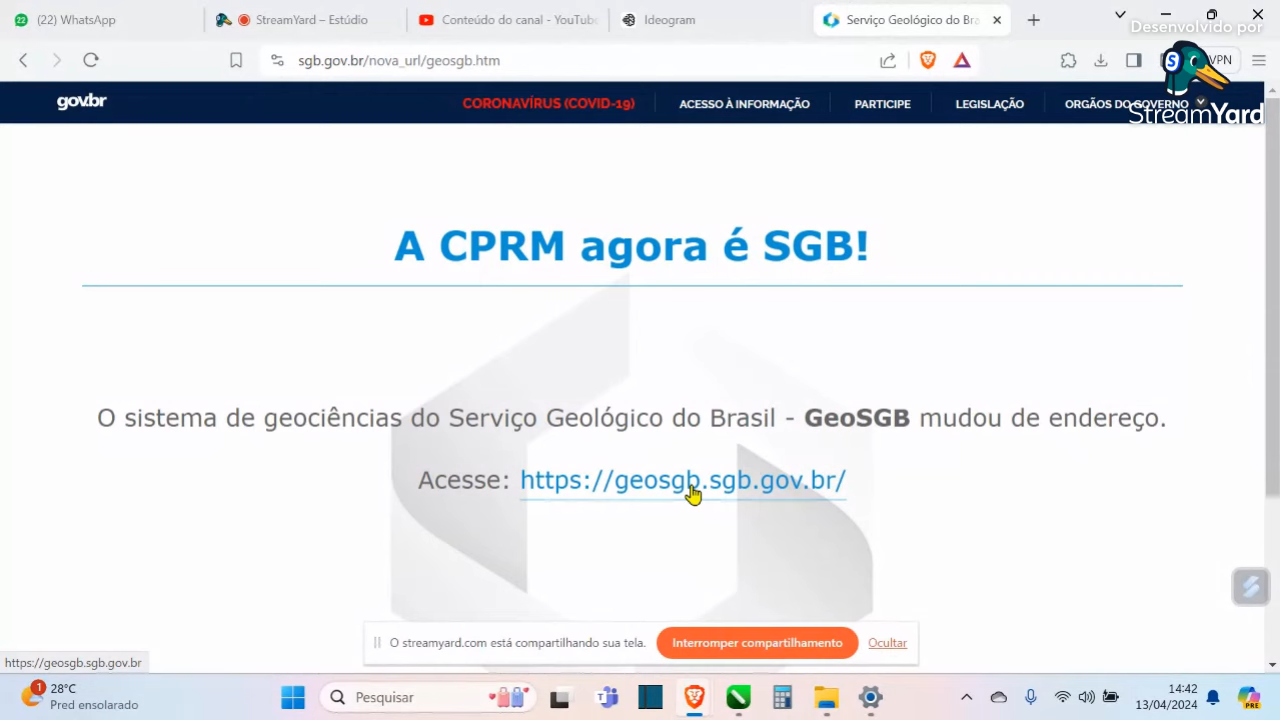 (22) WhatsApp
StreamYard – Estúdio
Conteúdo do canal - YouTube
Ideogram
Serviço Geológico do Bra
Desenvolvido por
sgb.gov.br/nova_url/geosgb.htm
VPN
StreamYard
gov.br
CORONAVÍRUS (COVID-19)
ACESSO À INFORMAÇÃO
PARTICIPE
LEGISLAÇÃO
ORGÃOS DO GOVERNO
A CPRM agora é SGB!
O sistema de geociências do Serviço Geológico do Brasil - GeoSGB mudou de endereço.
Acesse: https://geosgb.sgb.gov.br/
O streamyard.com está compartilhando sua tela.
Interromper compartilhamento
Ocultar
https://geosgb.sgb.gov.br
1
28°C
Pred ensolarado
Pesquisar
14:42
13/04/2024
PRE